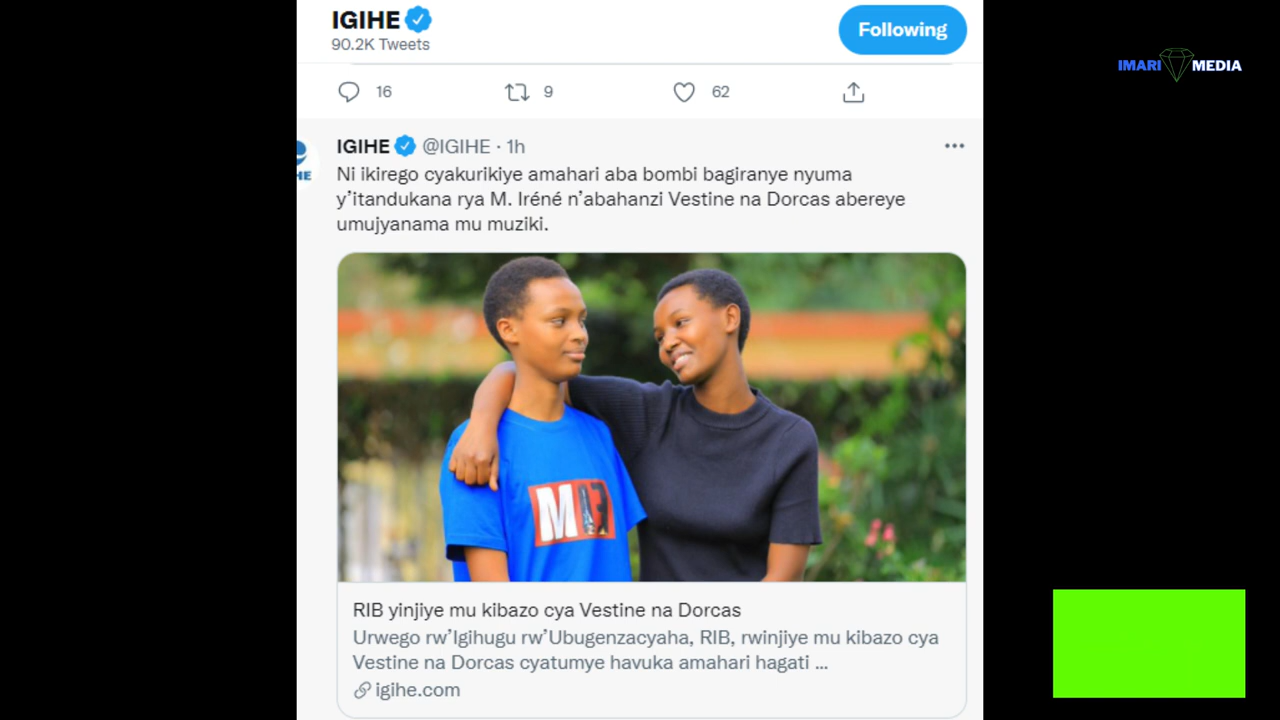 IGIHE
90.2K Tweets
Following
IMARI MEDIA
16 9 62
IGIHE @IGIHE · 1h
Ni ikirego cyakurikiye amahari aba bombi bagiranye nyuma
y’itandukana rya M. Iréné n’abahanzi Vestine na Dorcas abereye
umujyanama mu muziki.
HE
RIB yinjiye mu kibazo cya Vestine na Dorcas
Urwego rw’Igihugu rw’Ubugenzacyaha, RIB, rwinjiye mu kibazo cya
Vestine na Dorcas cyatumye havuka amahari hagati ...
igihe.com